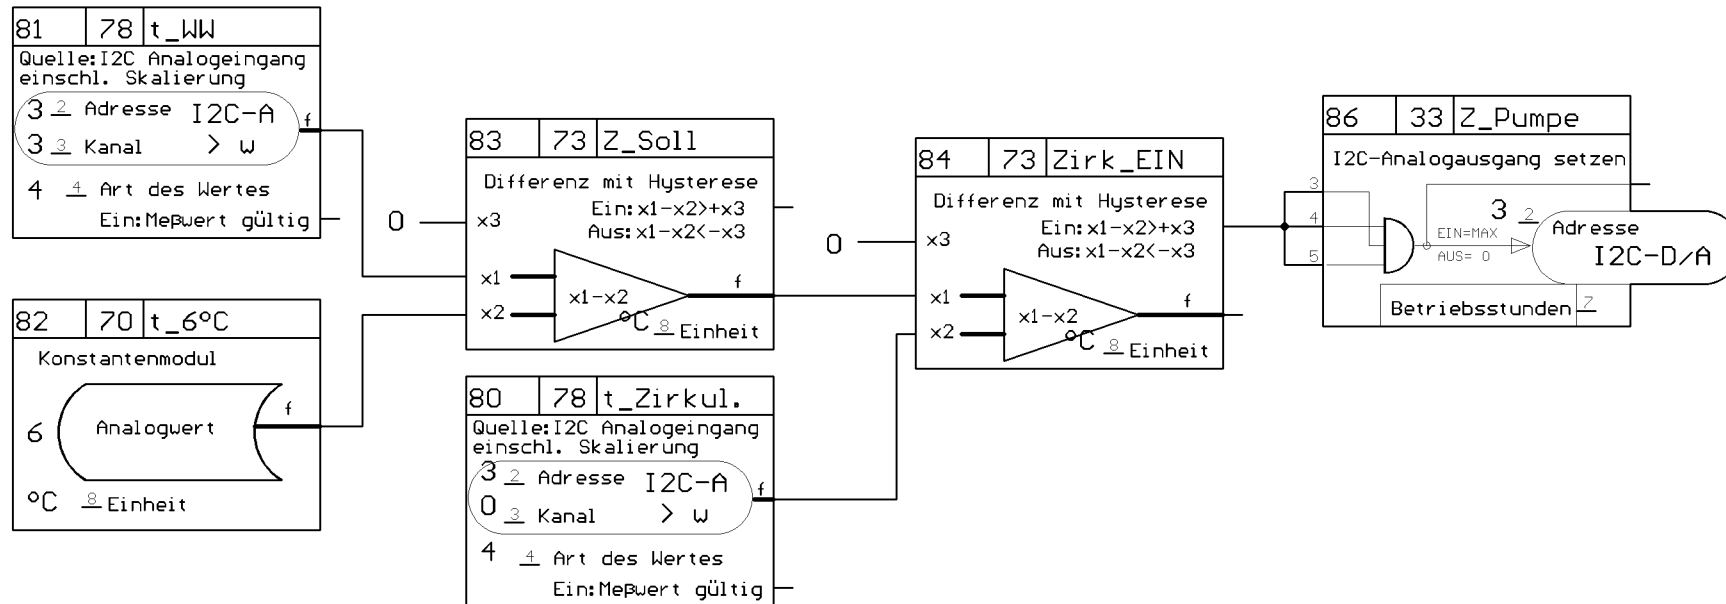 81 78 t_WW
Quelle:I2C Analogeingang
einschl. Skalierung
3 2 Adresse I2C-A
f
3 3 Kanal > w
4 4 Art des Wertes
Ein:Meßwert gültig
82 70 t_6°C
Konstantenmodul
f
6 Analogwert
°C 8 Einheit
83 73 Z_Soll
Differenz mit Hysterese
Ein:x1-x2>+x3
0 x3
Aus:x1-x2<-x3
x1
x1-x2 f
x2
°C 8 Einheit
80 78 t_Zirkul.
Quelle:I2C Analogeingang
einschl. Skalierung
3 2 Adresse I2C-A
f
0 3 Kanal > w
4 4 Art des Wertes
Ein:Meßwert gültig
84 73 Zirk_EIN
Differenz mit Hysterese
Ein:x1-x2>+x3
0 x3
Aus:x1-x2<-x3
x1
x1-x2 f
x2
°C 8 Einheit
86 33 Z_Pumpe
I2C-Analogausgang setzen
3
4
5
EIN=MAX
AUS= 0
3 2 Adresse
I2C-D/A
Betriebsstunden 7